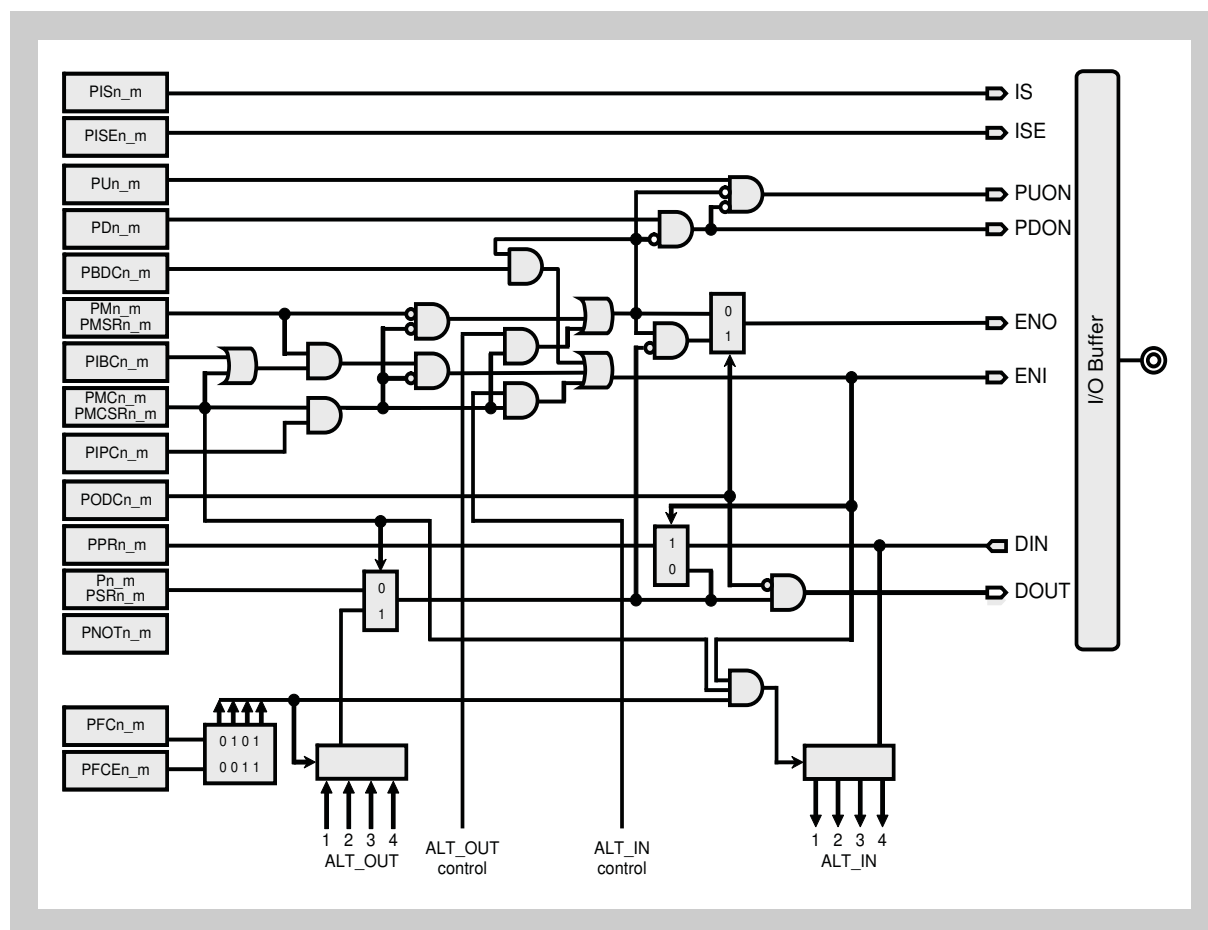 PISn_m
IS
PISEn_m
ISE
PUn_m
PUON
PDn_m
PDON
PBDCn_m
PMn_m
PMSRn_m
0
1
ENO
PIBCn_m
ENI
PMCn_m
PMCSRn_m
PIPCn_m
PODCn_m
PPRn_m
1
0
DIN
Pn_m
PSRn_m
0
1
DOUT
PNOTn_m
I/O Buffer
PFCn_m
PFCEn_m
0 1 0 1
0 0 1 1
1 2 3 4
ALT_OUT
ALT_OUT
control
ALT_IN
control
1 2 3 4
ALT_IN